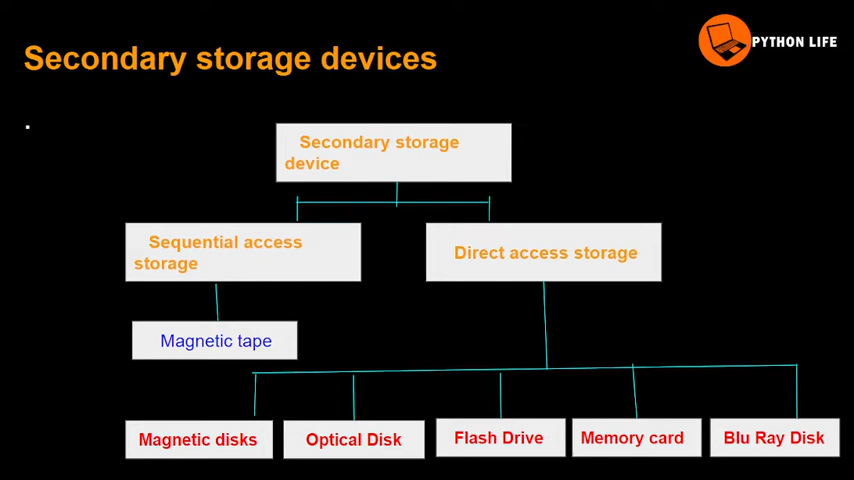 PYTHON LIFE
Secondary storage devices
Secondary storage
device
Sequential access
storage
Direct access storage
Magnetic tape
Magnetic disks
Optical Disk
Flash Drive
Memory card
Blu Ray Disk